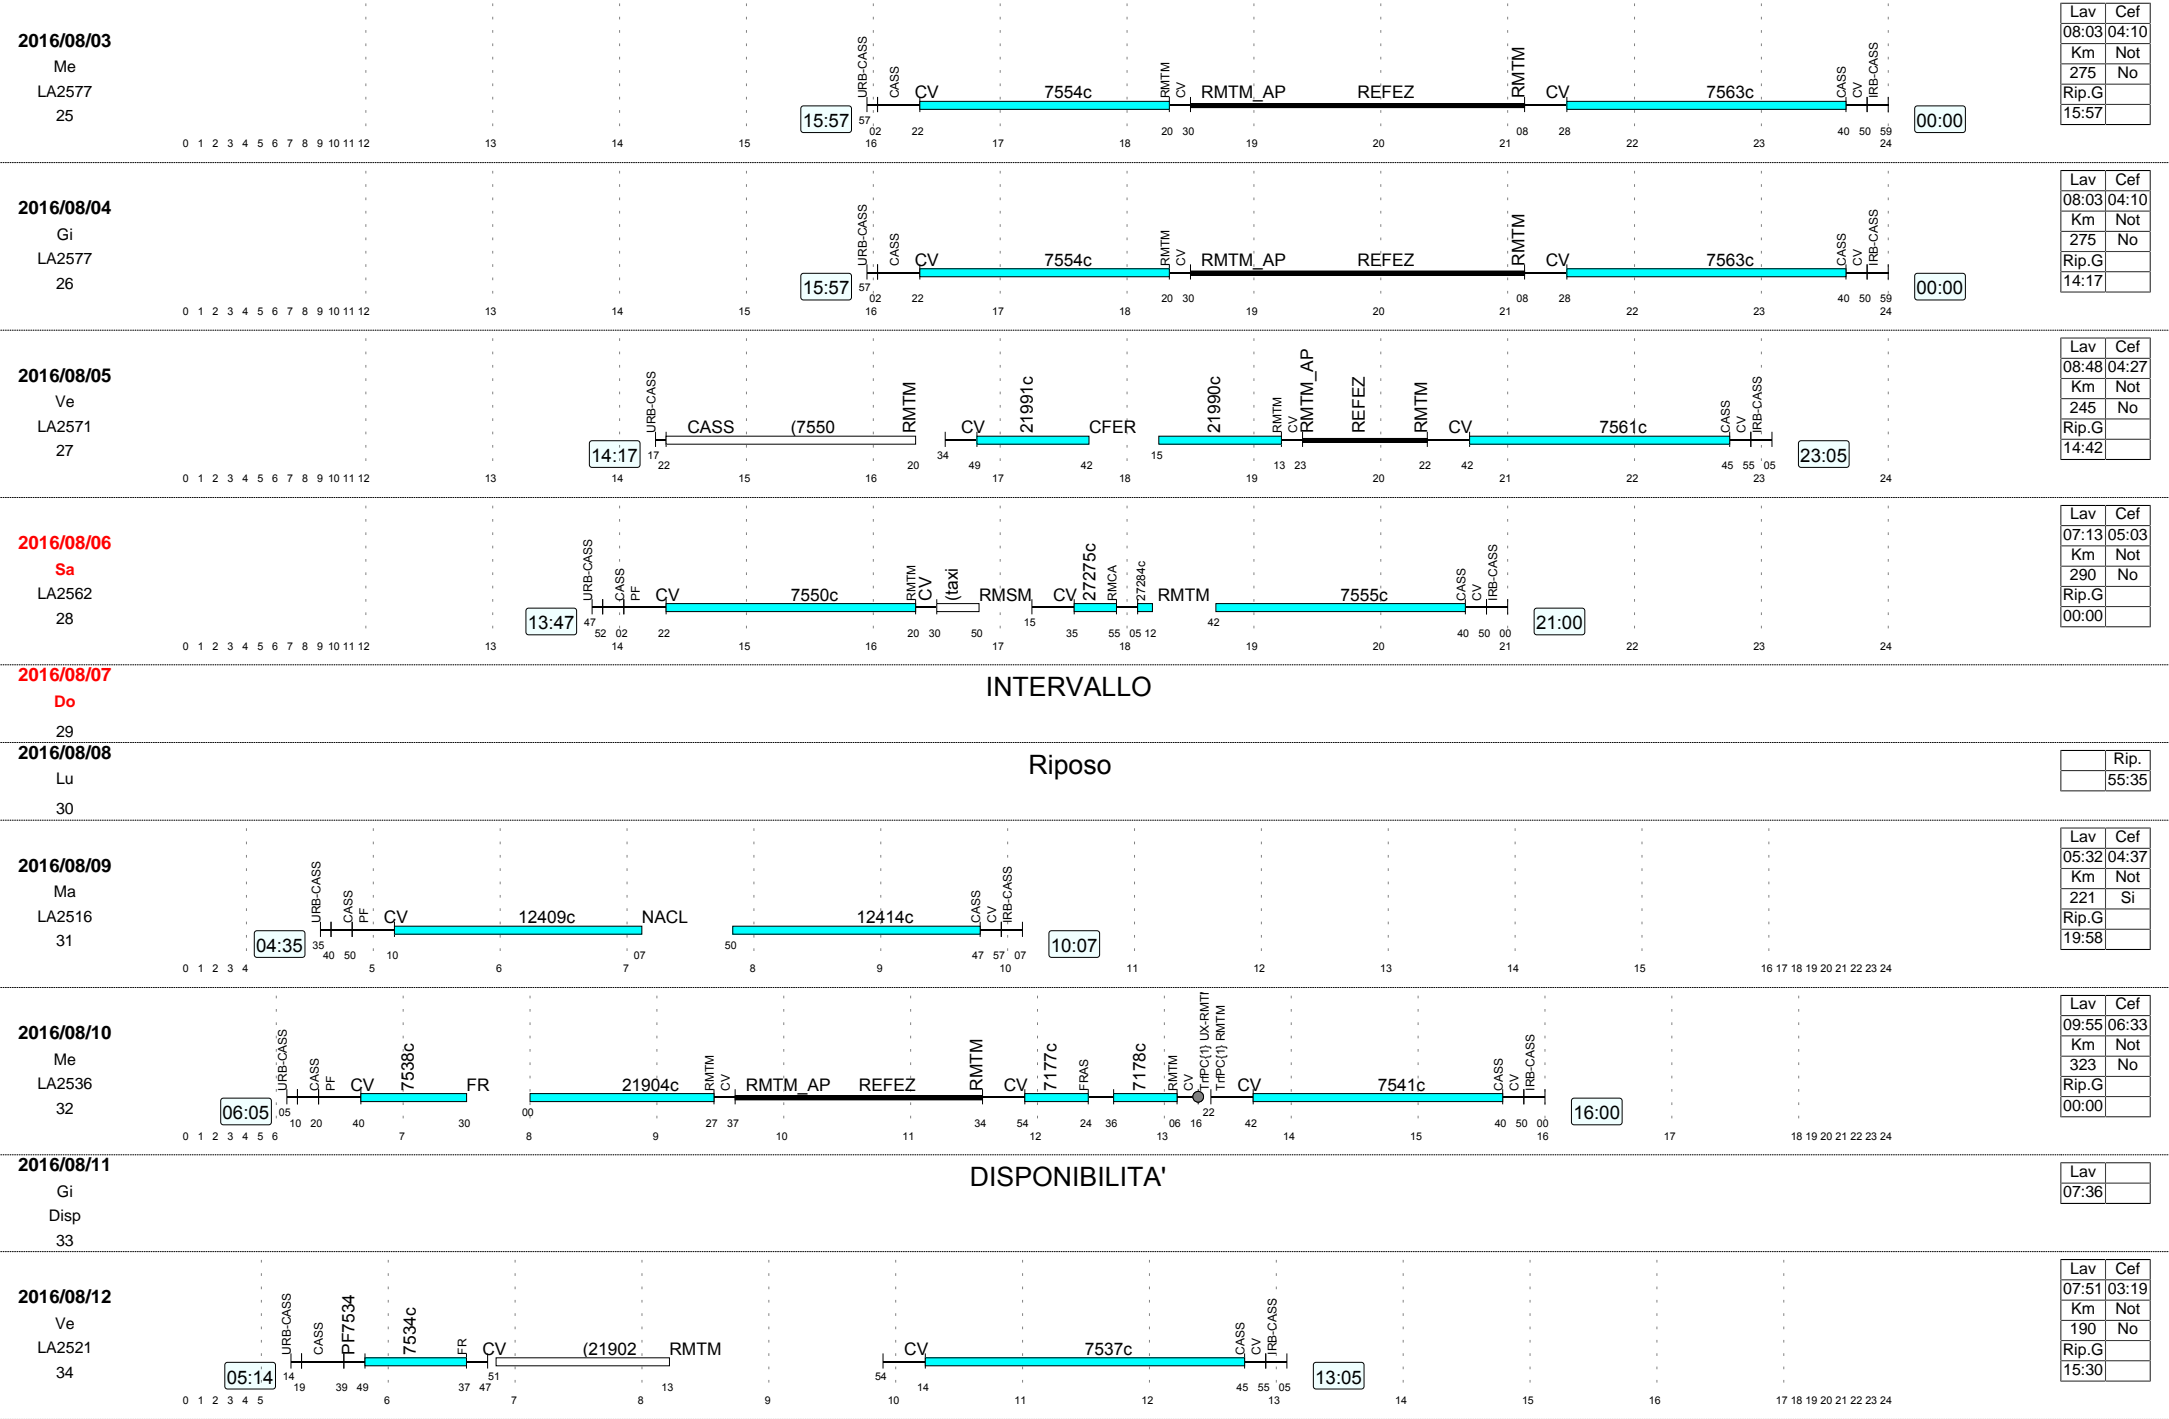 Lav Cef
2016/08/03 08:03 04:10
Me Km Not
LA2577 275 No
25 Rip.G
15:57
URB-CASS CASS CV 7554c RMTM CV RMTM_AP REFEZ RMTM CV 7563c CASS CV IRB-CASS
15:57 57 02 22 20 30 08 28 40 50 59 00:00
0 1 2 3 4 5 6 7 8 9 10 11 12 13 14 15 16 17 18 19 20 21 22 23 24
Lav Cef
2016/08/04 08:03 04:10
Gi Km Not
LA2577 275 No
26 Rip.G
14:17
URB-CASS CASS CV 7554c RMTM CV RMTM_AP REFEZ RMTM CV 7563c CASS CV IRB-CASS
15:57 57 02 22 20 30 08 28 40 50 59 00:00
0 1 2 3 4 5 6 7 8 9 10 11 12 13 14 15 16 17 18 19 20 21 22 23 24
Lav Cef
2016/08/05 08:48 04:27
Ve Km Not
LA2571 245 No
27 Rip.G
14:42
URB-CASS CASS (7550 RMTM CV 21991c CFER 21990c RMTM CV RMTM_AP REFEZ RMTM CV 7561c CASS CV IRB-CASS
14:17 17 22 20 34 49 42 15 13 23 22 42 45 55 05 23:05
0 1 2 3 4 5 6 7 8 9 10 11 12 13 14 15 16 17 18 19 20 21 22 23 24
Lav Cef
2016/08/06 07:13 05:03
Sa Km Not
LA2562 290 No
28 Rip.G
00:00
URB-CASS CASS PF CV 7550c RMTM CV (taxi RMSM CV 27275c RMCA 27284c RMTM 7555c CASS CV IRB-CASS
13:47 47 52 02 22 20 30 50 15 35 55 05 12 42 40 50 00 21:00
0 1 2 3 4 5 6 7 8 9 10 11 12 13 14 15 16 17 18 19 20 21 22 23 24
2016/08/07 INTERVALLO
Do
29
2016/08/08 Riposo Rip.
Lu 55:35
30
Lav Cef
2016/08/09 05:32 04:37
Ma Km Not
LA2516 221 Si
31 Rip.G
19:58
URB-CASS CASS PF CV 12409c NACL 12414c CASS CV IRB-CASS
04:35 35 40 50 10 07 50 47 57 07 10:07
0 1 2 3 4 5 6 7 8 9 10 11 12 13 14 15 16 17 18 19 20 21 22 23 24
Lav Cef
2016/08/10 09:55 06:33
Me Km Not
LA2536 323 No
32 Rip.G
00:00
URB-CASS CASS PF CV 7538c FR 21904c RMTM CV RMTM_AP REFEZ RMTM CV 7177c FRAS 7178c RMTM CV TrfPC{1} UX-RMTM TrfPC{1} RMTM CV 7541c CASS CV IRB-CASS
06:05 05 10 20 40 30 00 27 37 34 54 24 36 06 16 22 42 40 50 00 16:00
0 1 2 3 4 5 6 7 8 9 10 11 12 13 14 15 16 17 18 19 20 21 22 23 24
2016/08/11 DISPONIBILITA' Lav
Gi 07:36
Disp
33
Lav Cef
2016/08/12 07:51 03:19
Ve Km Not
LA2521 190 No
34 Rip.G
15:30
URB-CASS CASS PF7534 7534c FR CV (21902 RMTM CV 7537c CASS CV IRB-CASS
05:14 14 19 39 49 37 47 51 13 54 14 45 55 05 13:05
0 1 2 3 4 5 6 7 8 9 10 11 12 13 14 15 16 17 18 19 20 21 22 23 24